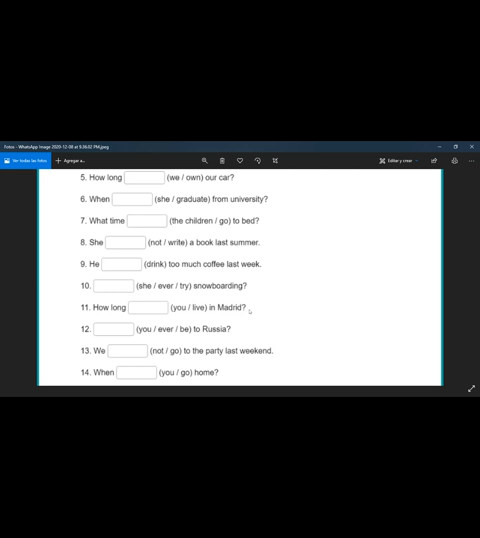 Fotos - WhatsApp Image 2020-12-08 at 9.36.02 PM.jpeg
Ver todas las fotos + Agregar a... Editar y crear
5. How long (we / own) our car?
6. When (she / graduate) from university?
7. What time (the children / go) to bed?
8. She (not / write) a book last summer.
9. He (drink) too much coffee last week.
10. (she / ever / try) snowboarding?
11. How long (you / live) in Madrid?
12. (you / ever / be) to Russia?
13. We (not / go) to the party last weekend.
14. When (you / go) home?